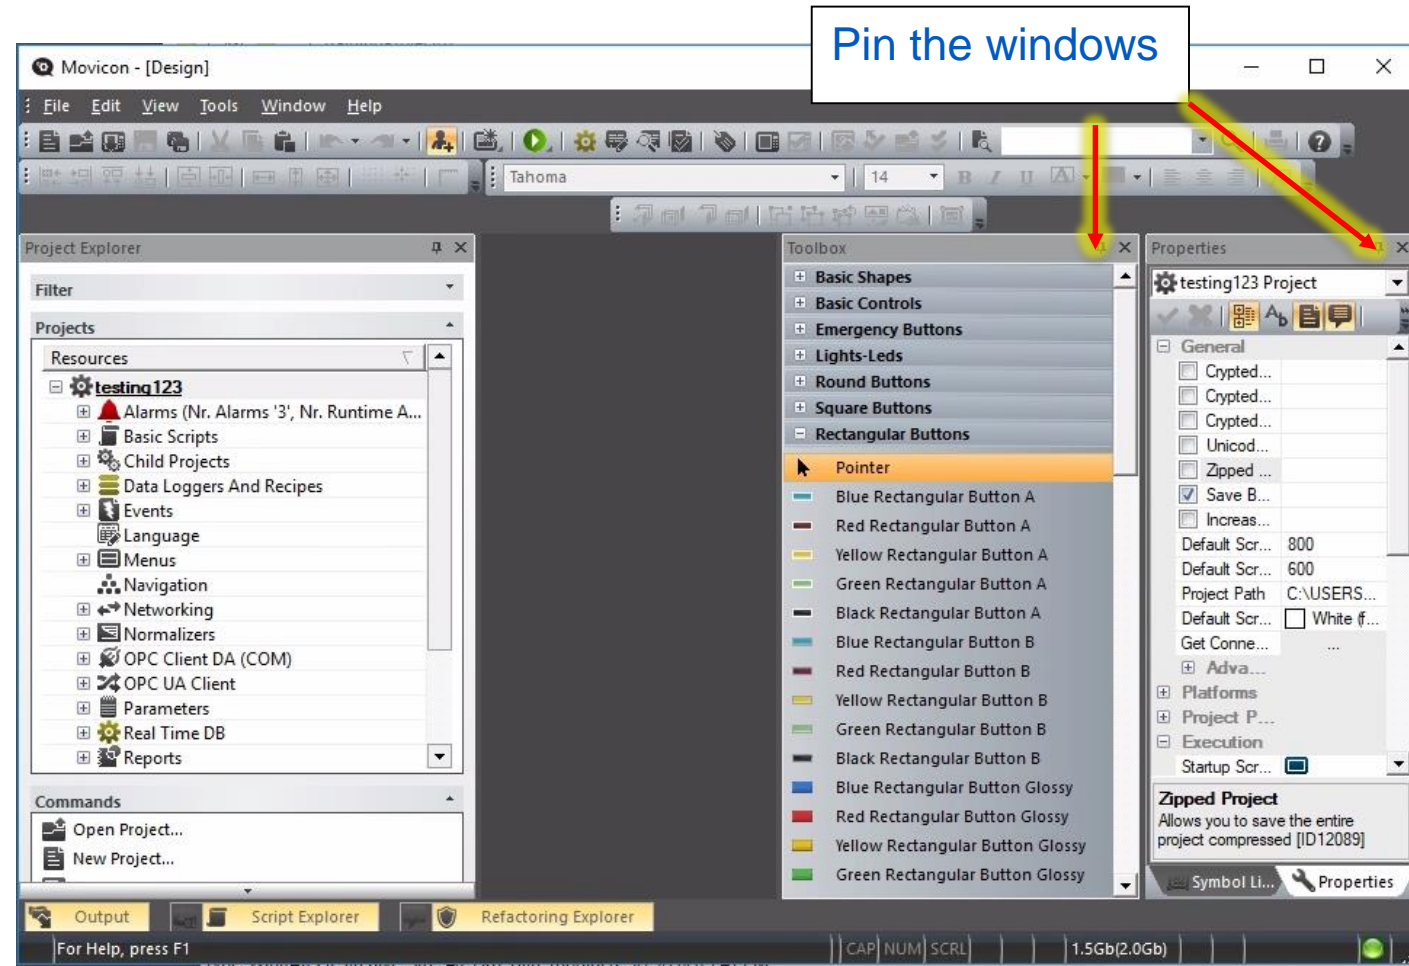 Pin the windows
Movicon - [Design]
File Edit View Tools Window Help
Tahoma 14 B I U A
Project Explorer
Filter
Projects
Resources
testing123
Alarms (Nr. Alarms '3', Nr. Runtime A...
Basic Scripts
Child Projects
Data Loggers And Recipes
Events
Language
Menus
Navigation
Networking
Normalizers
OPC Client DA (COM)
OPC UA Client
Parameters
Real Time DB
Reports
Commands
Open Project...
New Project...
Toolbox
Basic Shapes
Basic Controls
Emergency Buttons
Lights-Leds
Round Buttons
Square Buttons
Rectangular Buttons
Pointer
Blue Rectangular Button A
Red Rectangular Button A
Yellow Rectangular Button A
Green Rectangular Button A
Black Rectangular Button A
Blue Rectangular Button B
Red Rectangular Button B
Yellow Rectangular Button B
Green Rectangular Button B
Black Rectangular Button B
Blue Rectangular Button Glossy
Red Rectangular Button Glossy
Yellow Rectangular Button Glossy
Green Rectangular Button Glossy
Properties
testing123 Project
General
Crypted...
Crypted...
Crypted...
Unicod...
Zipped ...
Save B...
Increas...
Default Scr... 800
Default Scr... 600
Project Path C:\USERS...
Default Scr... White (f...
Get Conne... ...
Adva...
Platforms
Project P...
Execution
Startup Scr...
Zipped Project
Allows you to save the entire
project compressed [ID12089]
Symbol Li... Properties
Output Script Explorer Refactoring Explorer
For Help, press F1 CAP NUM SCRL 1.5Gb(2.0Gb)